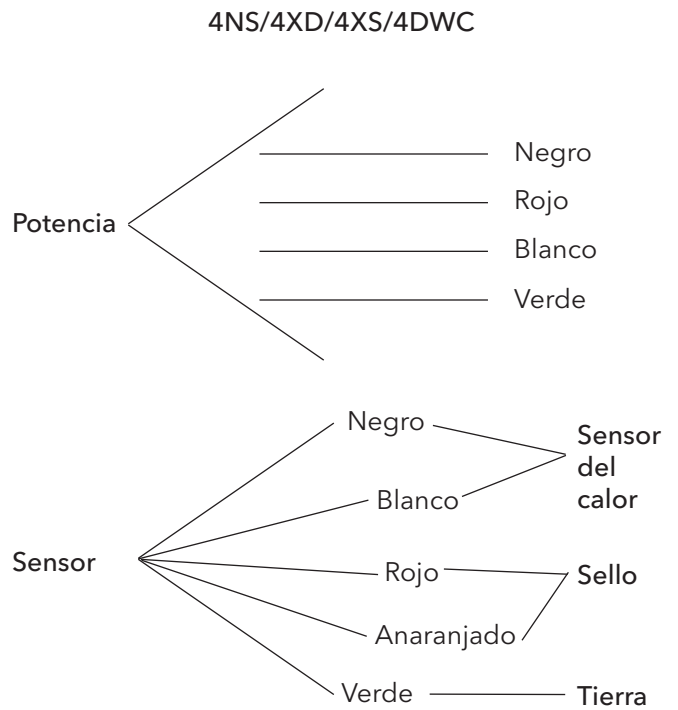 4NS/4XD/4XS/4DWC
Negro
Rojo
Potencia
Blanco
Verde
Negro
Sensor
del
calor
Blanco
Sensor
Rojo
Sello
Anaranjado
Verde
Tierra